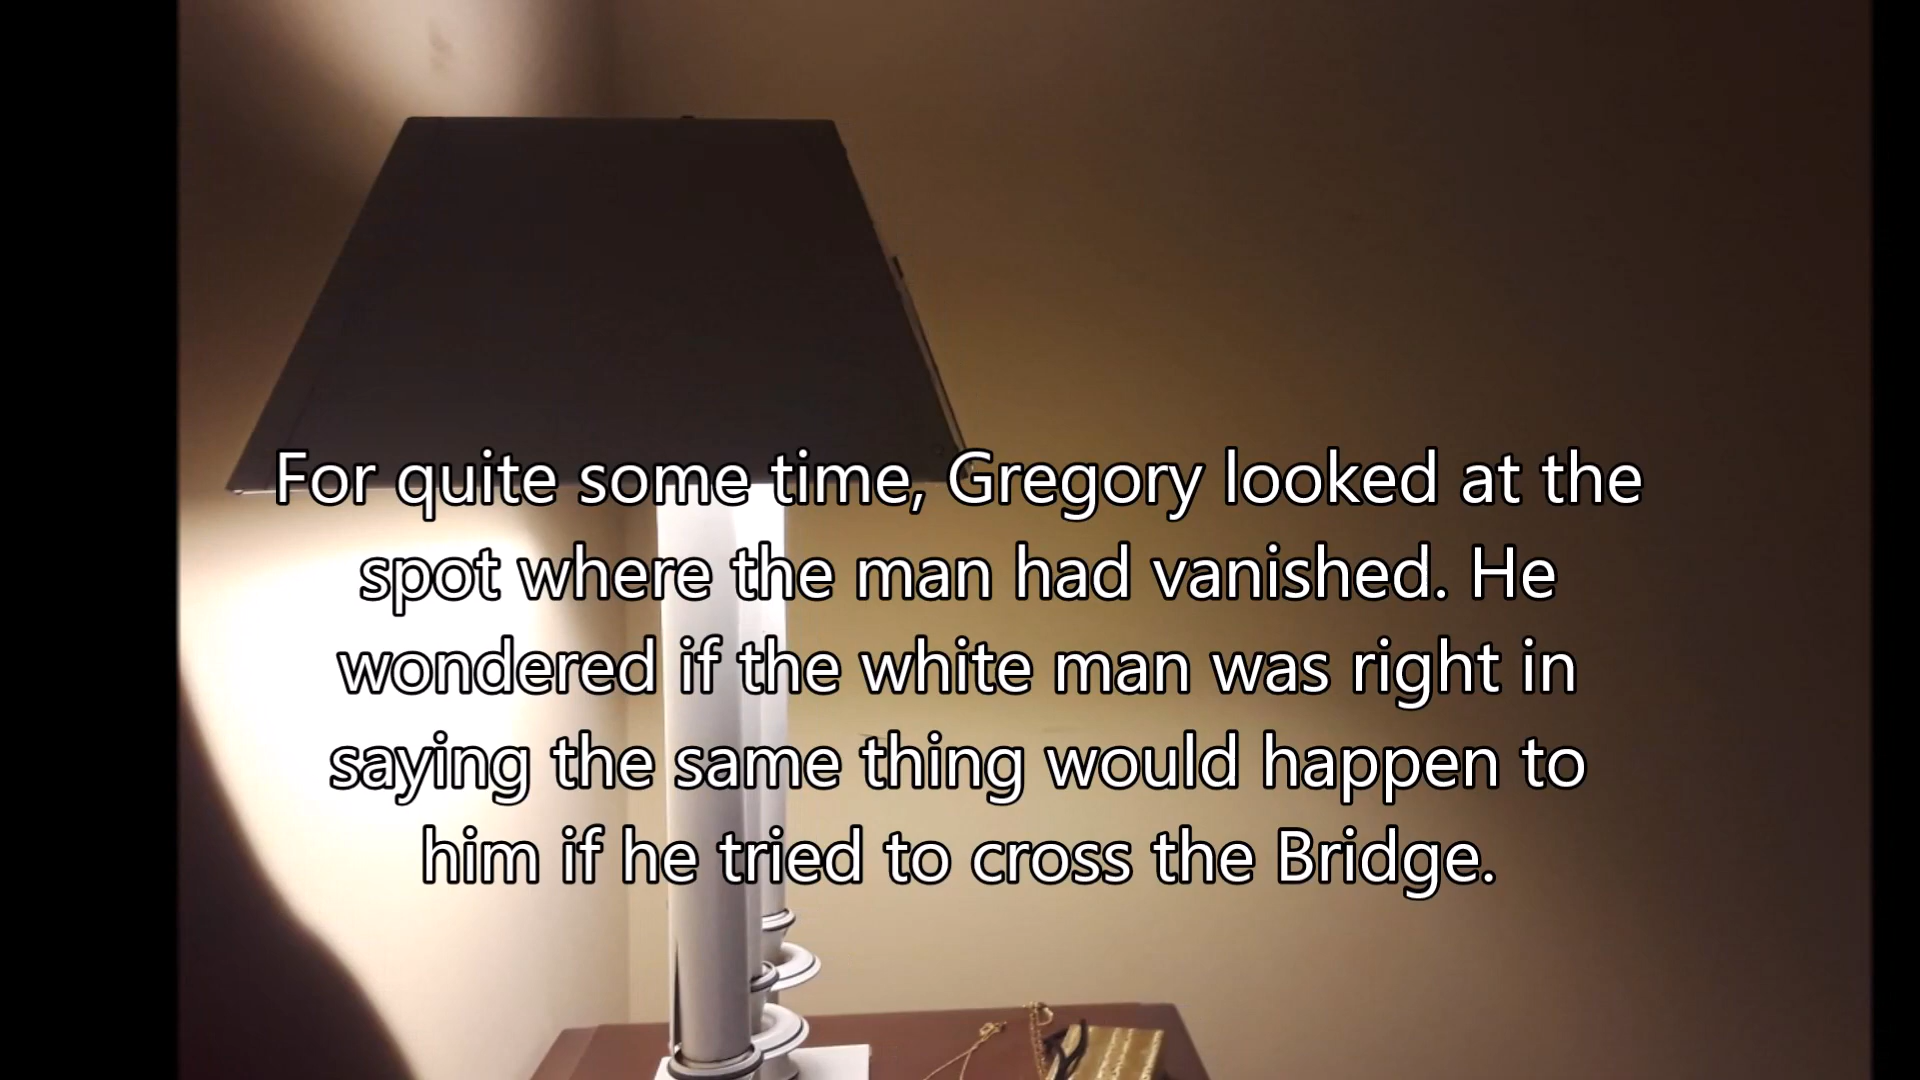 For quite some time, Gregory looked at the
spot where the man had vanished. He
wondered if the white man was right in
saying the same thing would happen to
him if he tried to cross the Bridge.